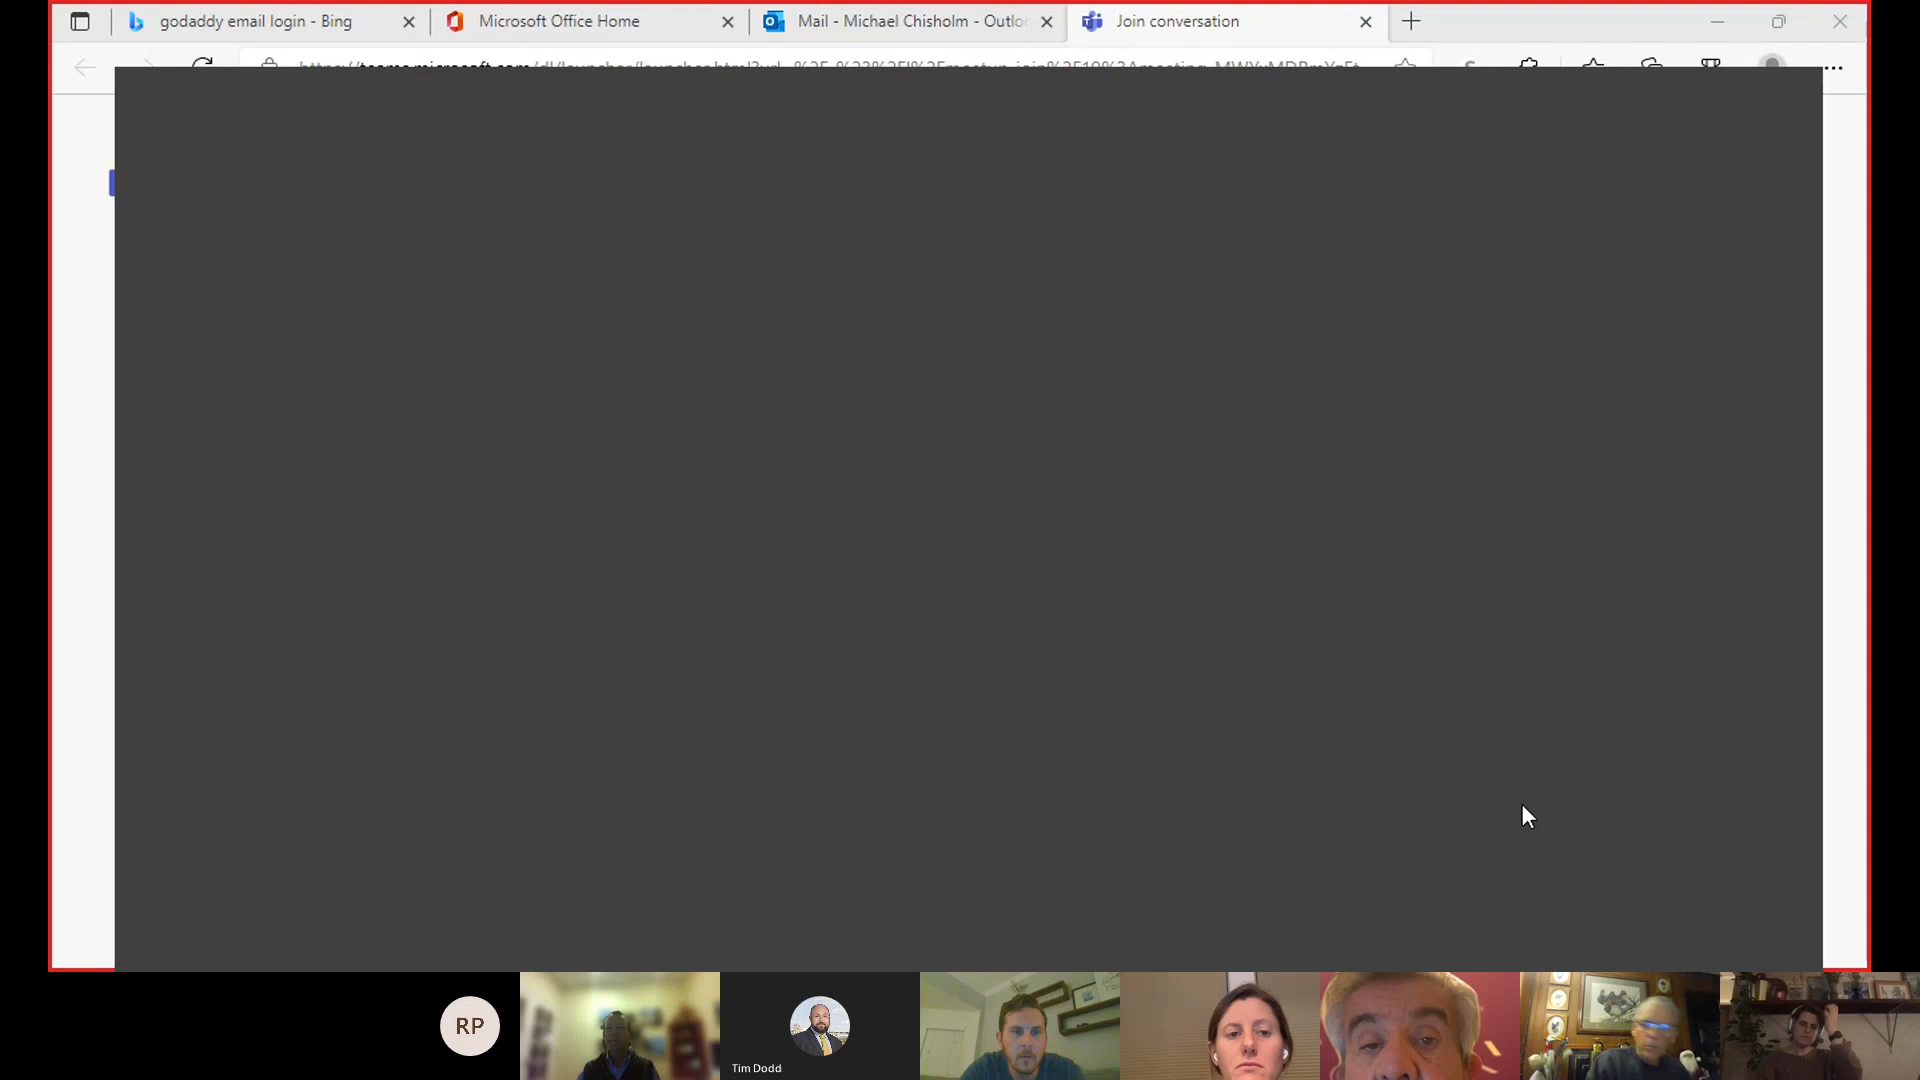 godaddy email login - Bing
Microsoft Office Home
Mail - Michael Chisholm - Outlo
Join conversation
RP
Tim Dodd